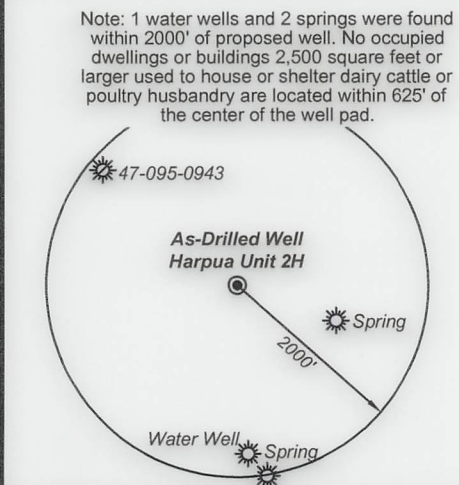 Note: 1 water wells and 2 springs were found
within 2000' of proposed well. No occupied
dwellings or buildings 2,500 square feet or
larger used to house or shelter dairy cattle or
poultry husbandry are located within 625' of
the center of the well pad.
47-095-0943
As-Drilled Well
Harpua Unit 2H
Spring
2000'
Water Well
Spring